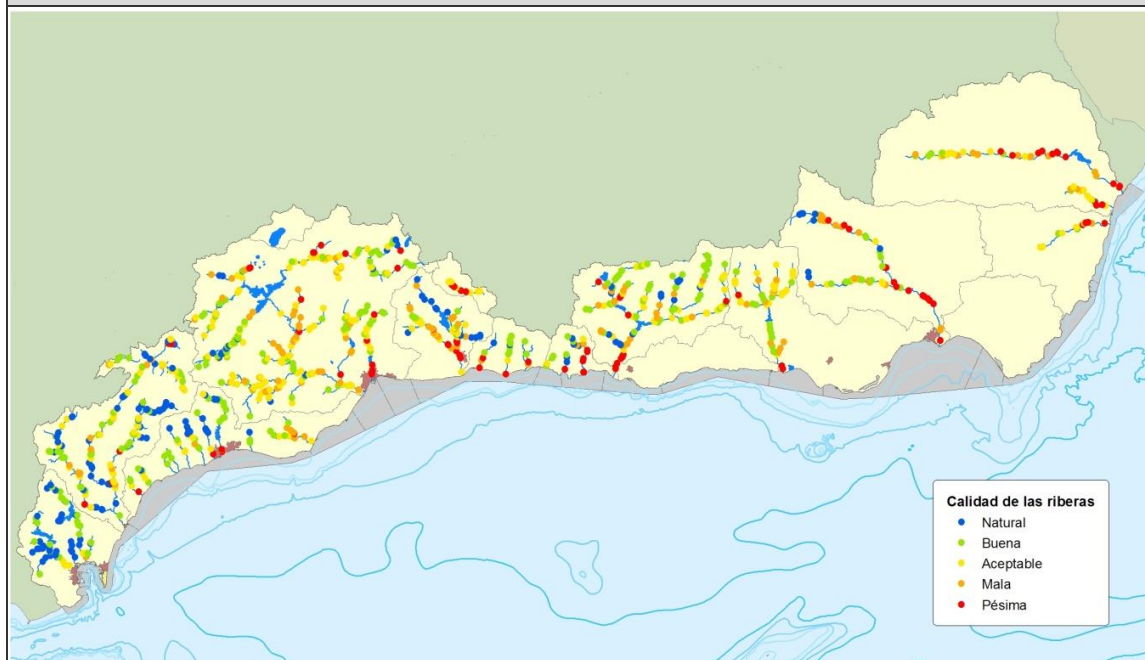 Calidad de las riberas
Natural
Buena
Aceptable
Mala
Pésima